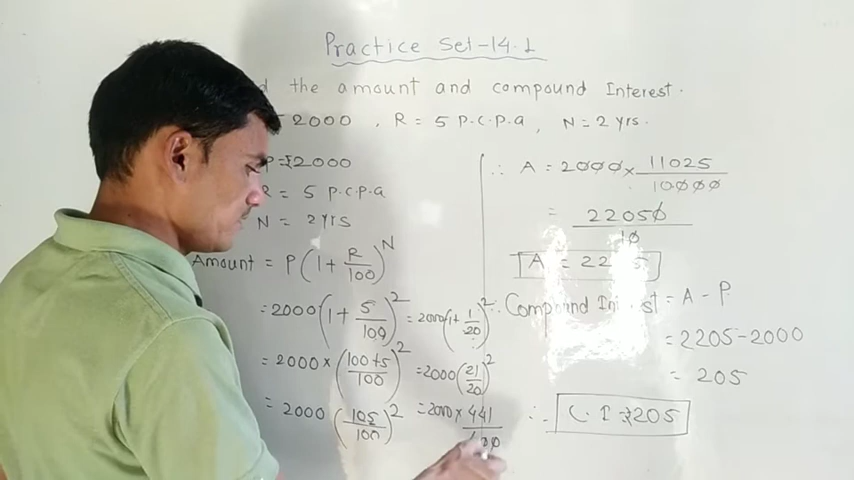 Practice Set-14.1
the amount and compound Interest.
2000, R = 5 P.C.P.A, N = 2 yrs.
P=₹2000
R = 5 P.C.P.A
N = 2 yrs
Amount = P(1+R/100)^N
= 2000(1+5/100)^2 = 2000(1+1/20)^2
= 2000 × (100+5/100)^2 = 2000(21/20)^2
= 2000 (105/100)^2 = 2000 × 441/400
∴ A = 2000 × 11025/10000
= 22050/10
A = 2205
∴ Compound Interest = A - P
= 2205-2000
= 205
∴ C.I = ₹205